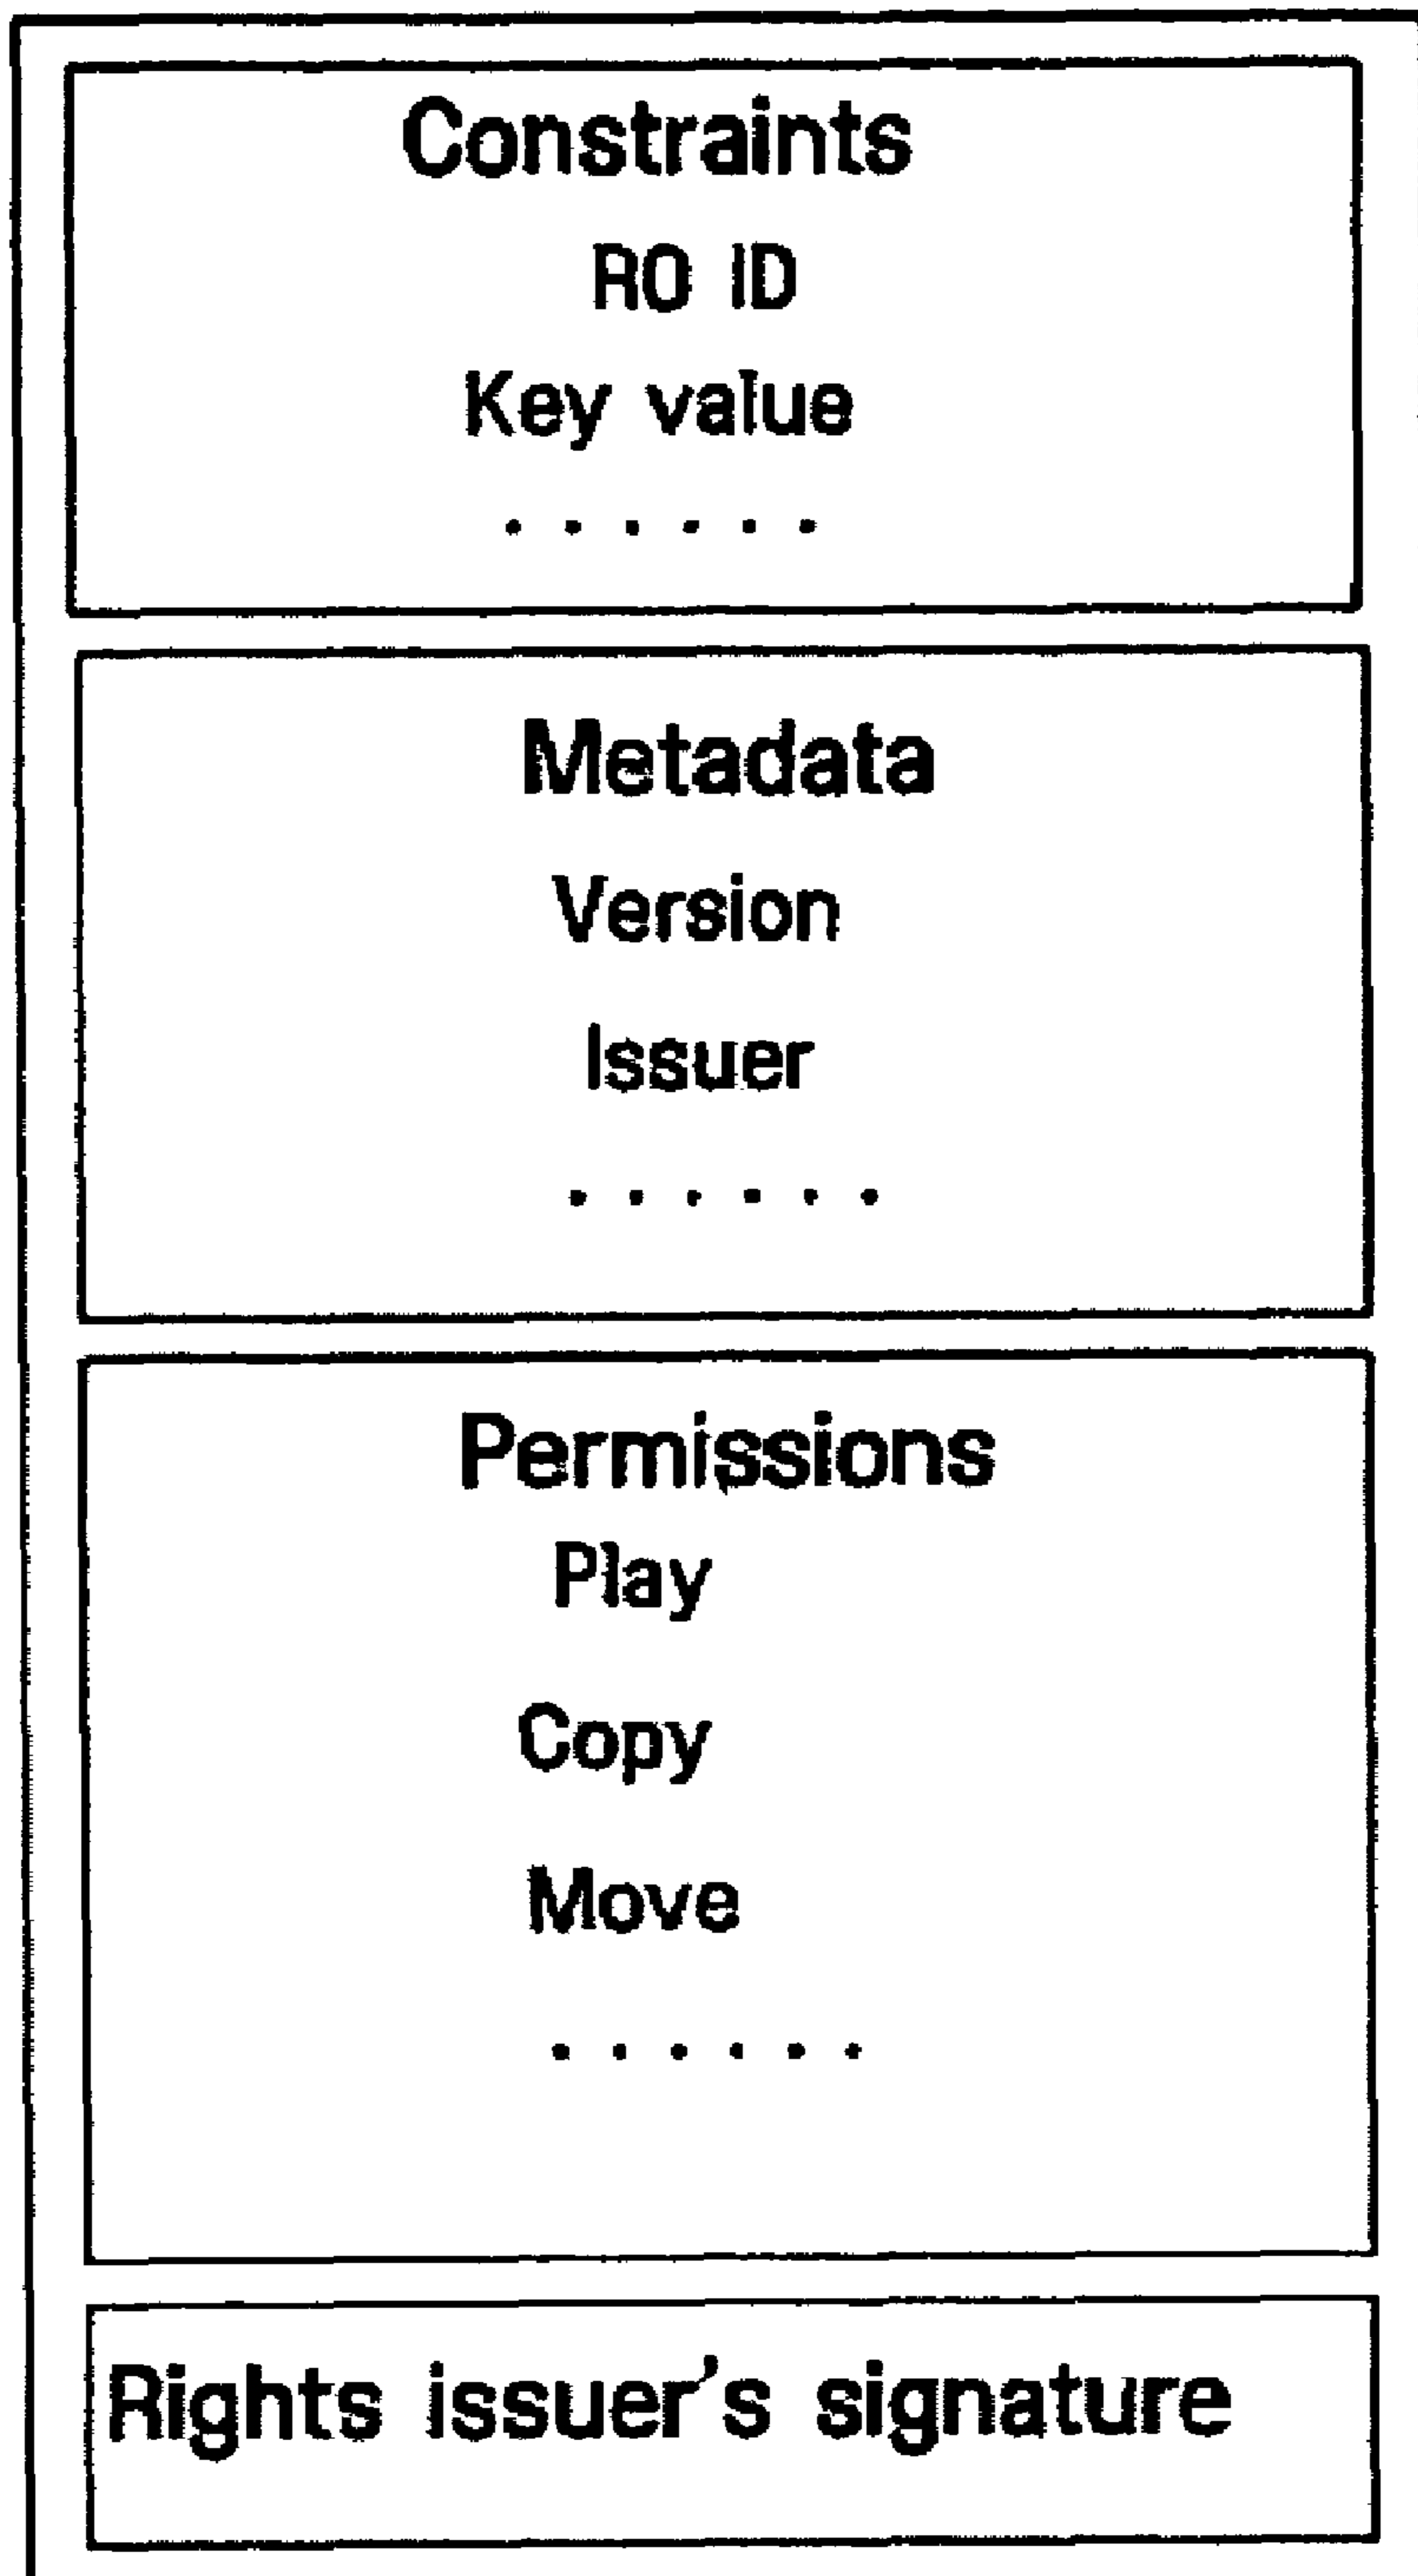 Constraints
RO ID
Key value
......
Metadata
Version
Issuer
......
Permissions
Play
Copy
Move
......
Rights issuer's signature